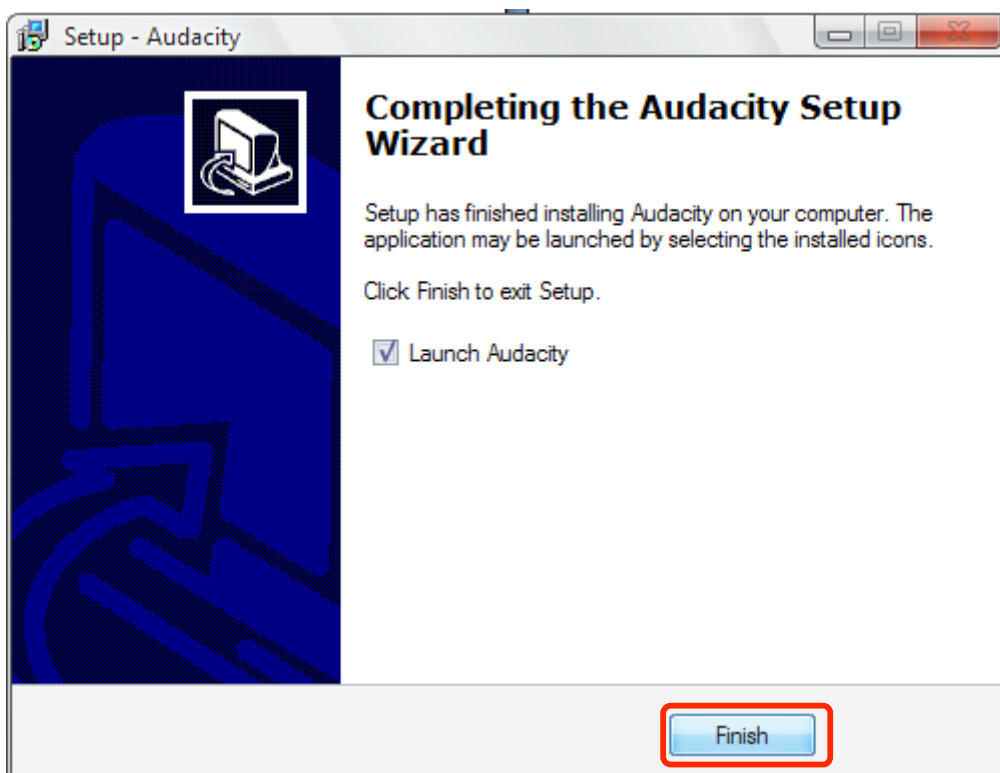 Setup - Audacity
Completing the Audacity Setup
Wizard
Setup has finished installing Audacity on your computer. The
application may be launched by selecting the installed icons.
Click Finish to exit Setup.
Launch Audacity
Finish